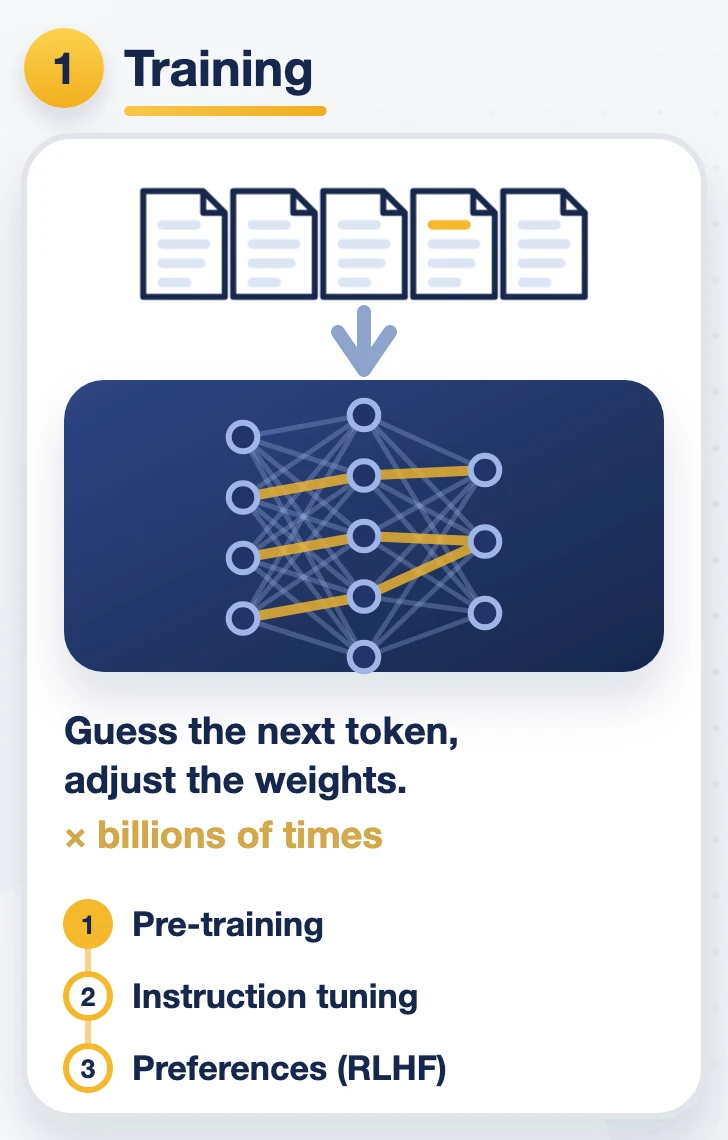 1
Training
Guess the next token,
adjust the weights.
× billions of times
1 Pre-training
2 Instruction tuning
3 Preferences (RLHF)